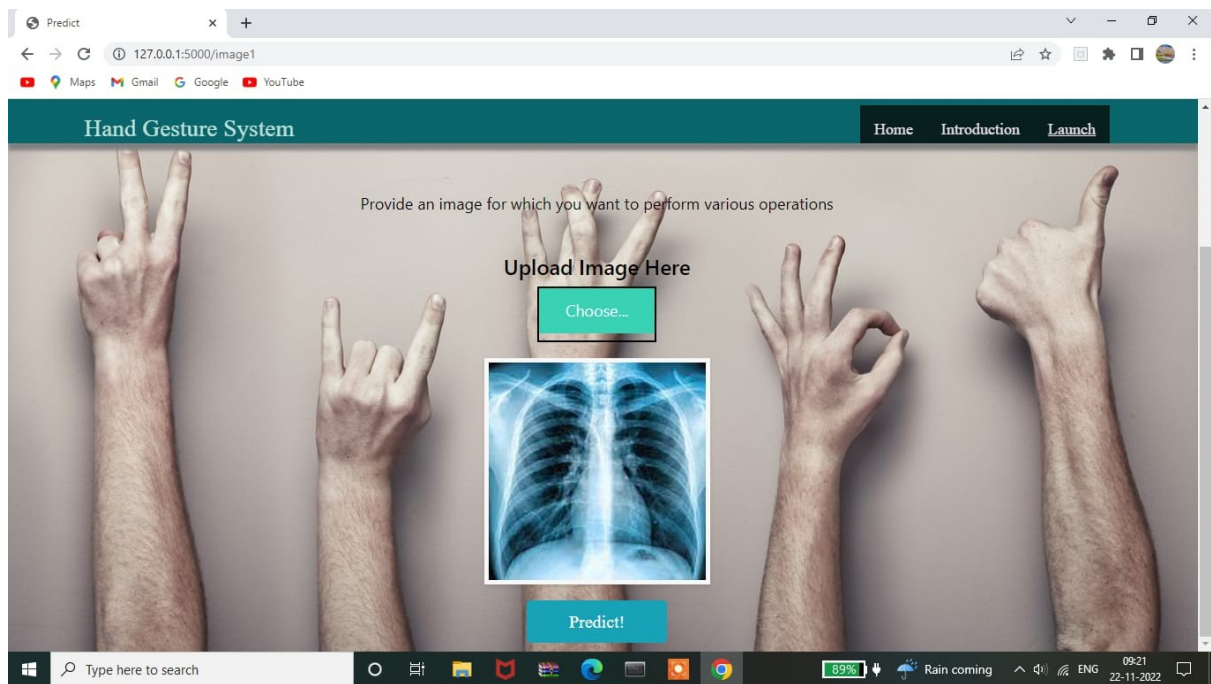 Predict
127.0.0.1:5000/image1
Maps Gmail Google YouTube
Hand Gesture System
Home Introduction Launch
Provide an image for which you want to perform various operations
Upload Image Here
Choose...
Predict!
Type here to search
89%
Rain coming
ENG
09:21
22-11-2022